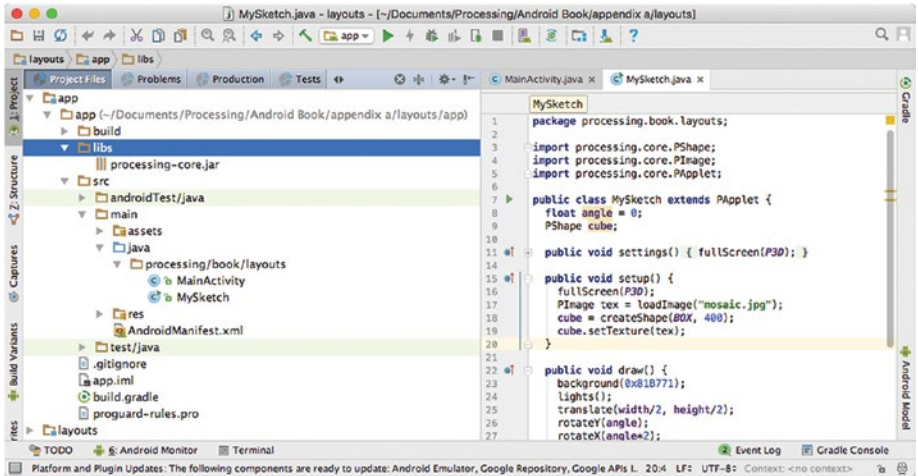 MySketch.java - layouts - [~/Documents/Processing/Android Book/appendix a/layouts]
app
layouts app libs
Project Files Problems Production Tests
MainActivity.java × MySketch.java ×
1: Project
Z: Structure
Captures
Build Variants
rites
app
app (~/Documents/Processing/Android Book/appendix a/layouts/app)
build
libs
processing-core.jar
src
androidTest/java
main
assets
java
processing/book/layouts
MainActivity
MySketch
res
AndroidManifest.xml
test/java
.gitignore
app.iml
build.gradle
proguard-rules.pro
layouts
MySketch
1 package processing.book.layouts;
2
3 import processing.core.PShape;
4 import processing.core.PImage;
5 import processing.core.PApplet;
6
7 public class MySketch extends PApplet {
8 float angle = 0;
9 PShape cube;
10
11 public void settings() { fullScreen(P3D); }
14
15 public void setup() {
16 fullScreen(P3D);
17 PImage tex = loadImage("mosaic.jpg");
18 cube = createShape(BOX, 400);
19 cube.setTexture(tex);
20 }
21
22 public void draw() {
23 background(0x81B771);
24 lights();
25 translate(width/2, height/2);
26 rotateY(angle);
27 rotateX(angle*2);
Gradle
Android Model
TODO 6: Android Monitor Terminal
2 Event Log Gradle Console
Platform and Plugin Updates: The following components are ready to update: Android Emulator, Google Repository, Google APIs I.. 20:4 LF÷ UTF-8÷ Context: <no context>